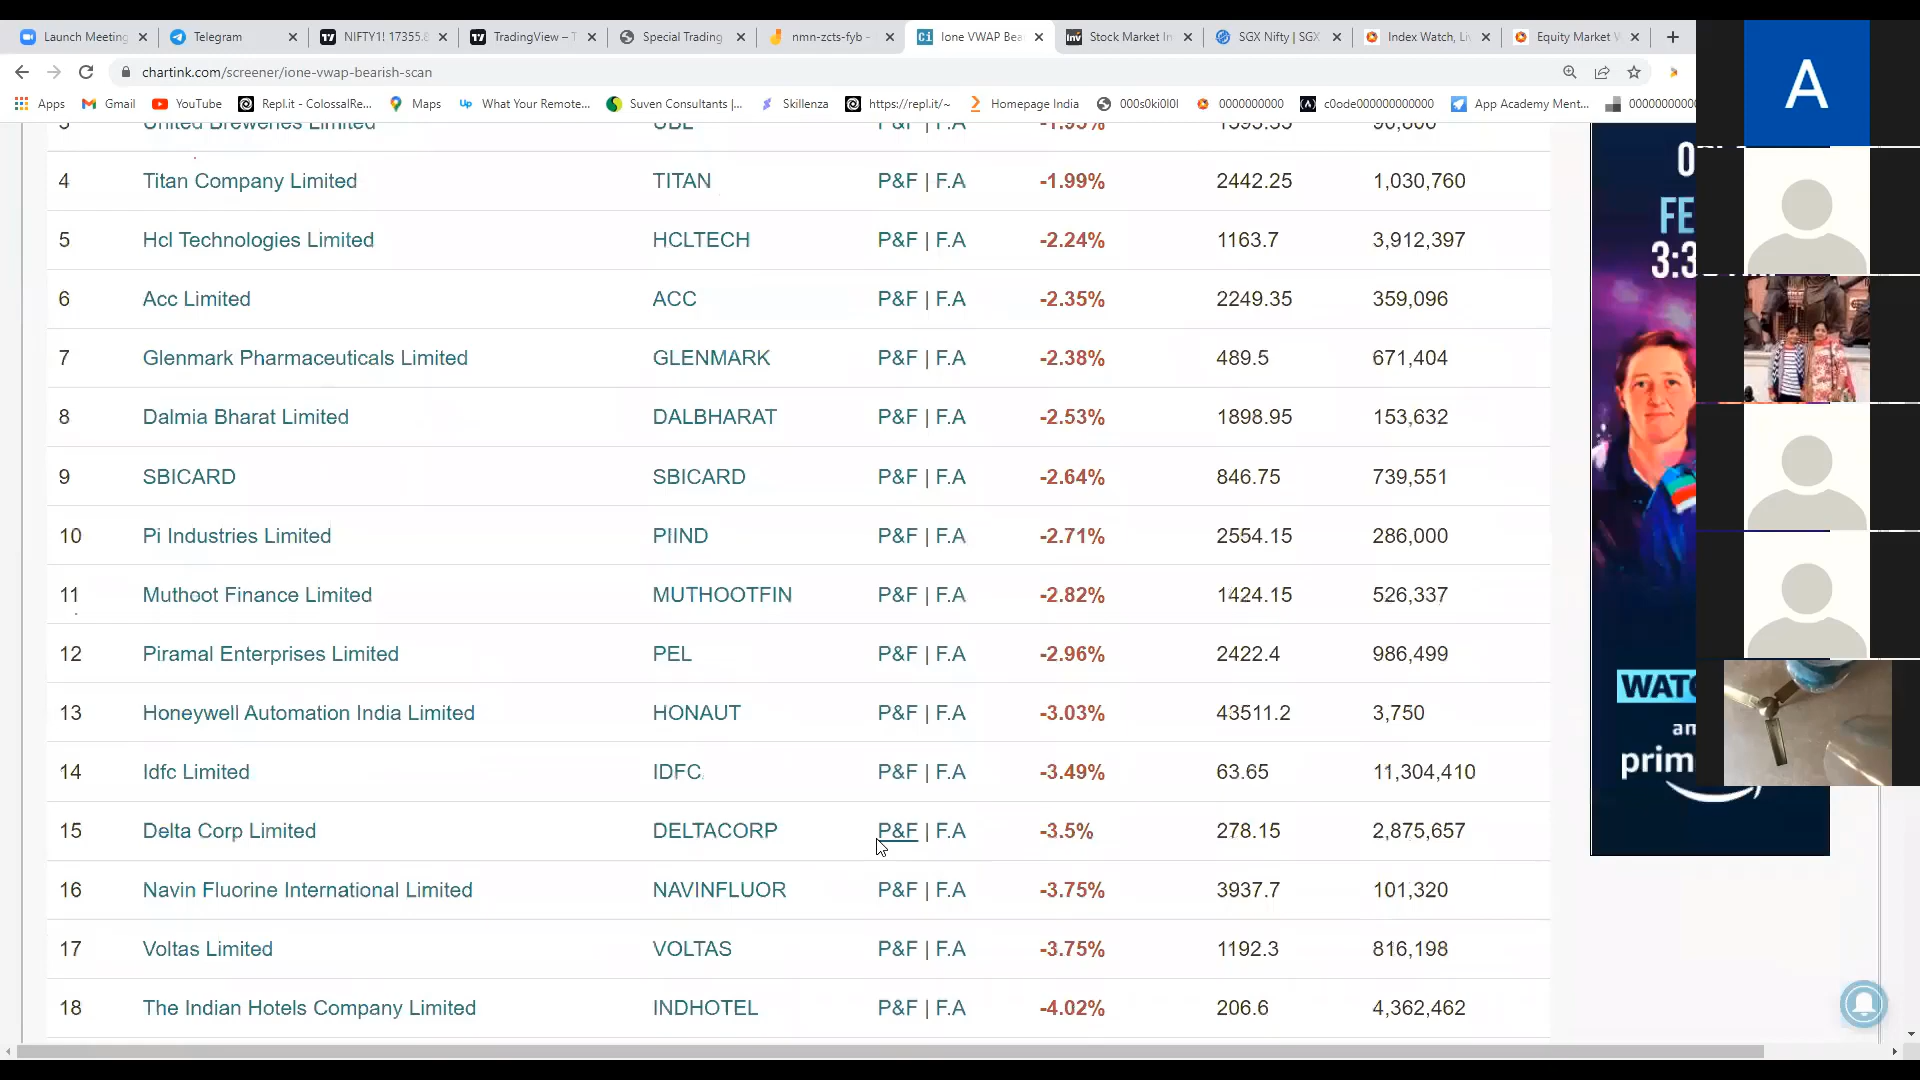 Launch Meeting
Telegram
NIFTY1! 17355.8
TradingView – T
Special Trading
nmn-zcts-fyb -
Ione VWAP Bea
Stock Market In
SGX Nifty | SGX
Index Watch, Li
Equity Market
chartink.com/screener/ione-vwap-bearish-scan
Apps
Gmail
YouTube
Repl.it - ColossalRe...
Maps
What Your Remote...
Suven Consultants |...
Skillenza
https://repl.it/~
Homepage India
000s0ki0l0l
0000000000
c0ode000000000000
App Academy Ment...
United Breweries Limited UBL P&F | F.A -1.95%
4 Titan Company Limited TITAN P&F | F.A -1.99% 2442.25 1,030,760
5 Hcl Technologies Limited HCLTECH P&F | F.A -2.24% 1163.7 3,912,397
6 Acc Limited ACC P&F | F.A -2.35% 2249.35 359,096
7 Glenmark Pharmaceuticals Limited GLENMARK P&F | F.A -2.38% 489.5 671,404
8 Dalmia Bharat Limited DALBHARAT P&F | F.A -2.53% 1898.95 153,632
9 SBICARD SBICARD P&F | F.A -2.64% 846.75 739,551
10 Pi Industries Limited PIIND P&F | F.A -2.71% 2554.15 286,000
11 Muthoot Finance Limited MUTHOOTFIN P&F | F.A -2.82% 1424.15 526,337
12 Piramal Enterprises Limited PEL P&F | F.A -2.96% 2422.4 986,499
13 Honeywell Automation India Limited HONAUT P&F | F.A -3.03% 43511.2 3,750
14 Idfc Limited IDFC P&F | F.A -3.49% 63.65 11,304,410
15 Delta Corp Limited DELTACORP P&F | F.A -3.5% 278.15 2,875,657
16 Navin Fluorine International Limited NAVINFLUOR P&F | F.A -3.75% 3937.7 101,320
17 Voltas Limited VOLTAS P&F | F.A -3.75% 1192.3 816,198
18 The Indian Hotels Company Limited INDHOTEL P&F | F.A -4.02% 206.6 4,362,462
FE
3:3
WATC
prim
A